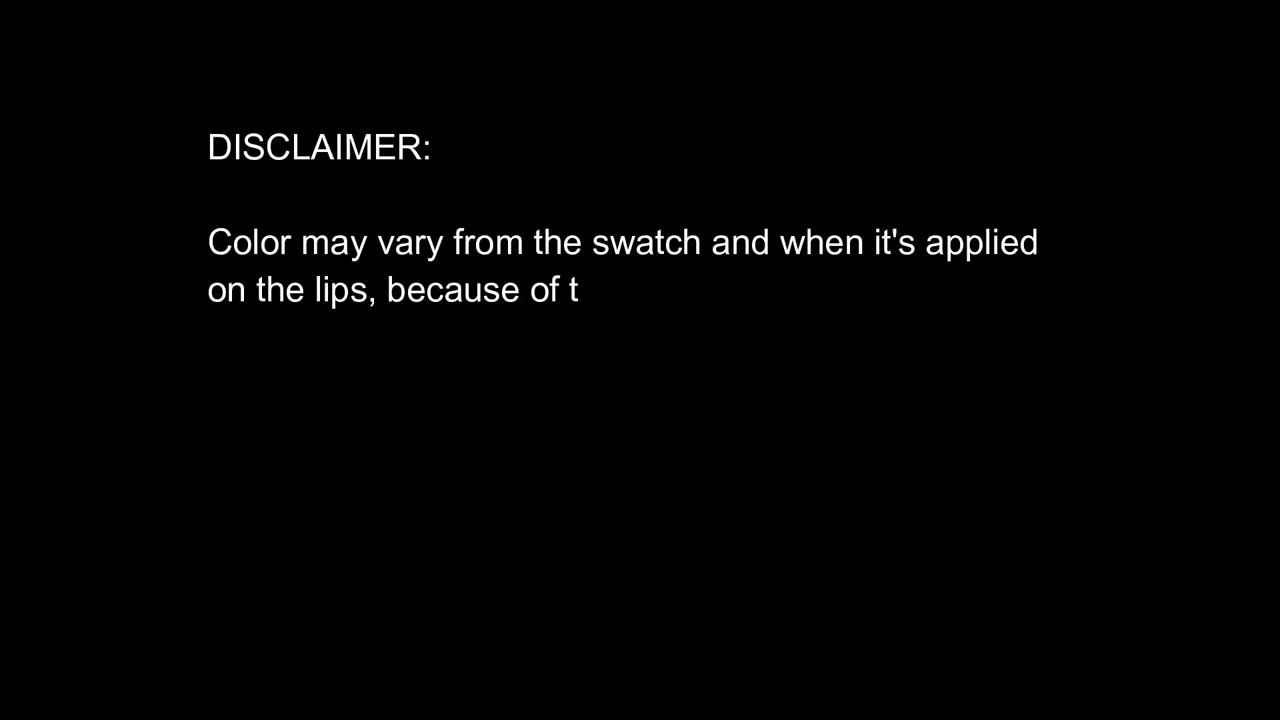 DISCLAIMER:
Color may vary from the swatch and when it's applied
on the lips, because of t